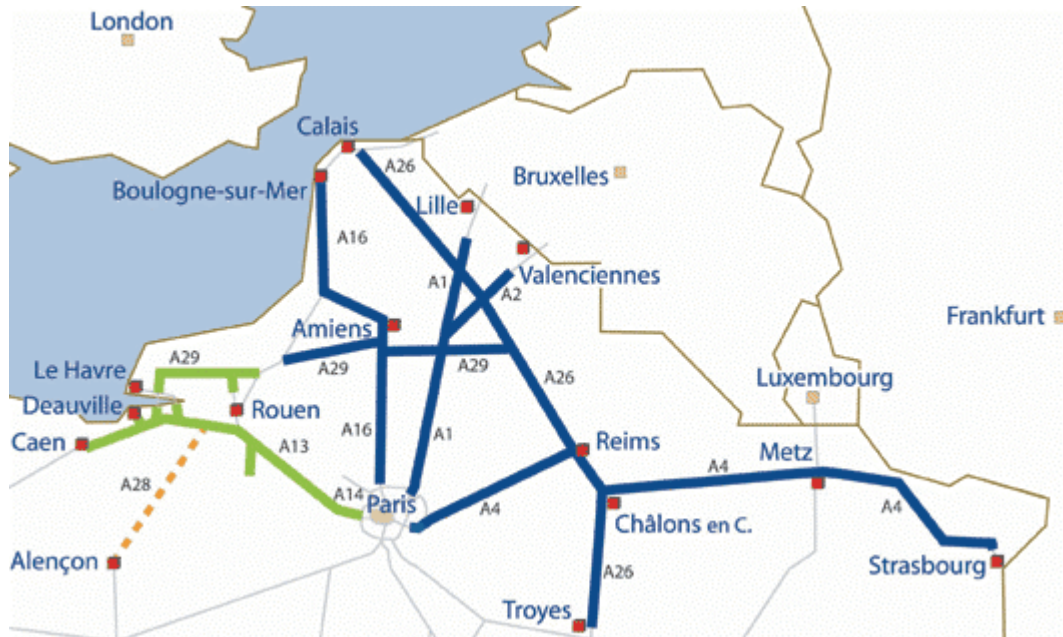 London
Calais
A26
Bruxelles
Boulogne-sur-Mer
Lille
A16
A1
A2
Valenciennes
Amiens
Frankfurt
A29
A29
A29
Le Havre
A26
Luxembourg
Deauville
Rouen
Caen
A13
A16
A1
Reims
A4
Metz
A28
A14
Paris
A4
Châlons en C.
A4
Alençon
Strasbourg
A26
Troyes